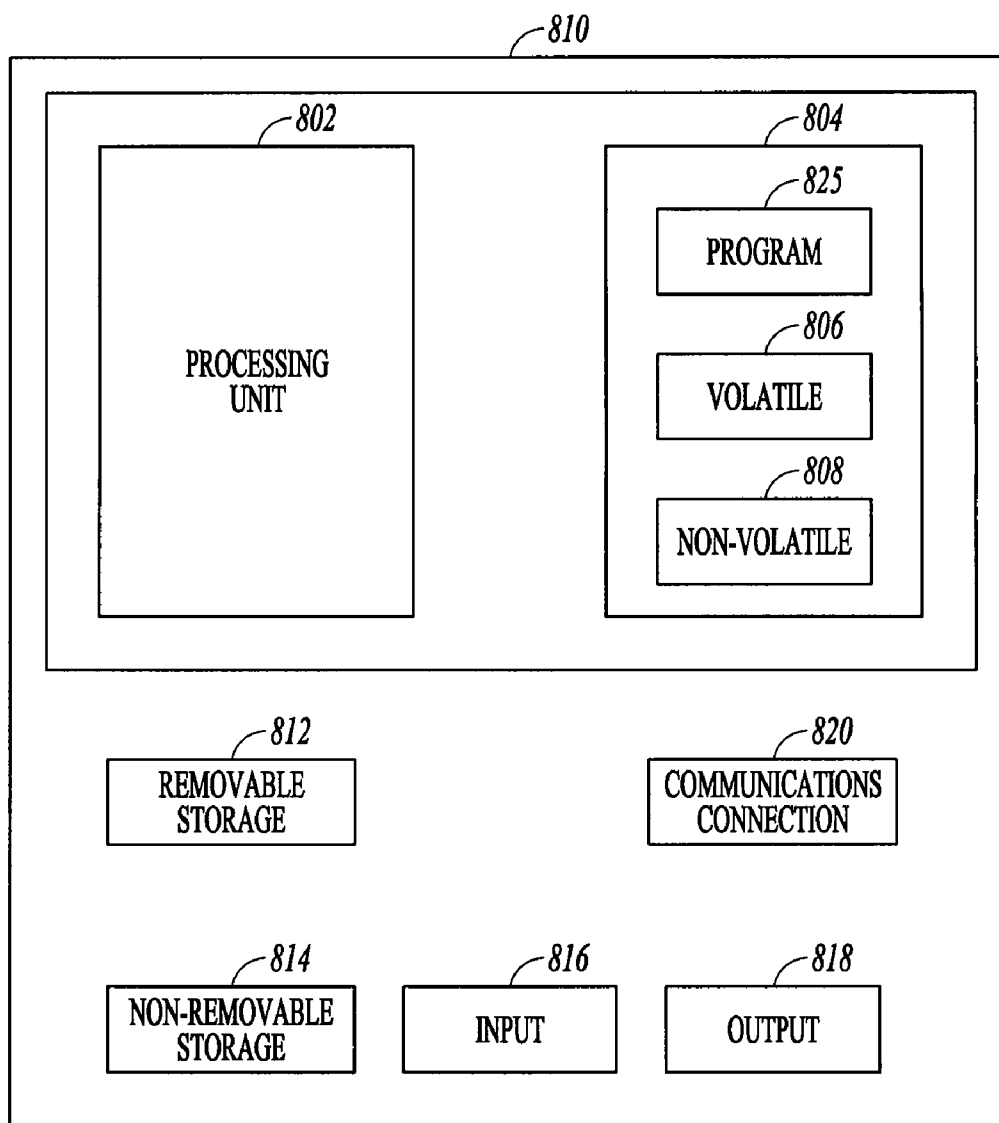 810
802
804
825
PROGRAM
806
VOLATILE
PROCESSING
UNIT
808
NON-VOLATILE
812
REMOVABLE
STORAGE
820
COMMUNICATIONS
CONNECTION
814
NON-REMOVABLE
STORAGE
816
INPUT
818
OUTPUT